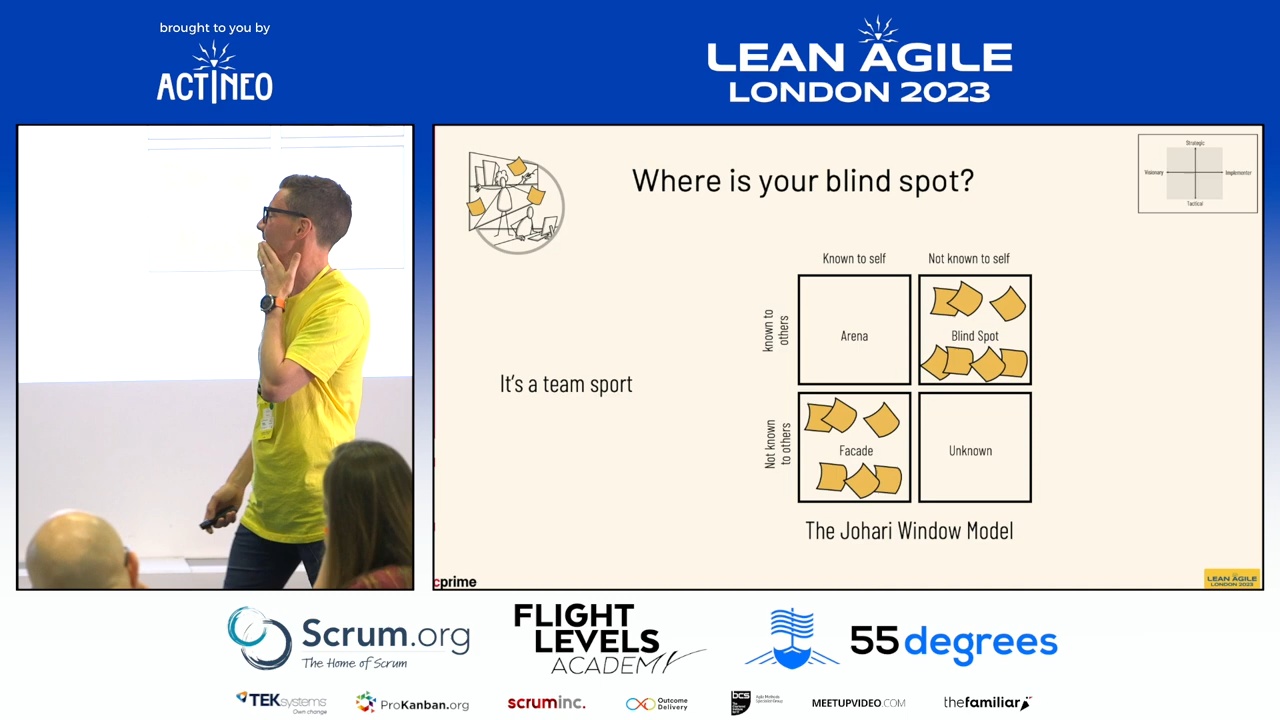 brought to you by
ACTINEO
LEAN AGILE
LONDON 2023
Where is your blind spot?
Strategic
Visionary
Implementer
Tactical
Known to self
Not known to self
known to
others
Arena
Blind Spot
It's a team sport
Not known
to others
Facade
Unknown
The Johari Window Model
cprime
LEAN AGILE
LONDON 2023
Scrum.org
The Home of Scrum
FLIGHT
LEVELS
ACADEMY
55 degrees
TEKsystems
Own change
ProKanban.org
scruminc.
Outcome
Delivery
bcs
MEETUPVIDEO.COM
thefamiliar